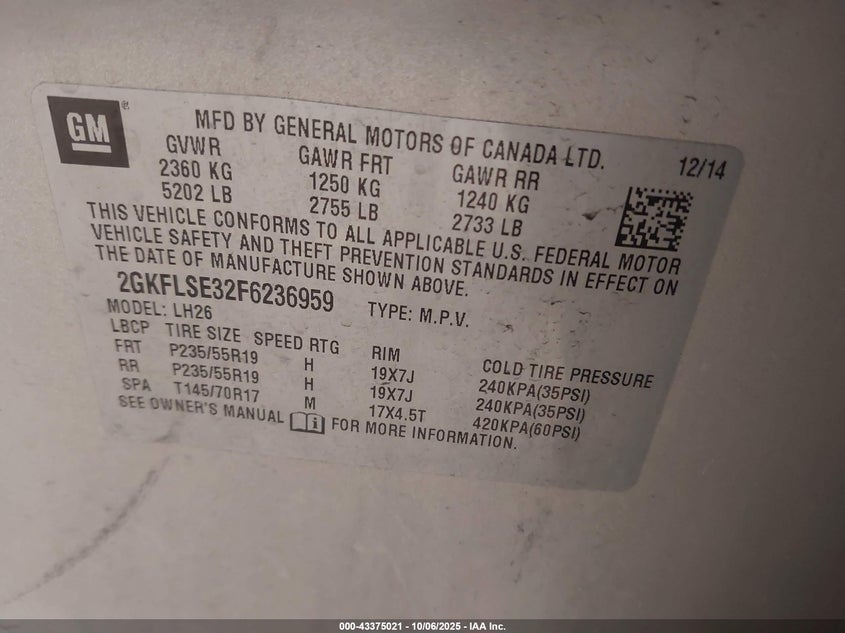 GM ®
MFD BY GENERAL MOTORS OF CANADA LTD.
12/14
GVWR GAWR FRT GAWR RR
2360 KG 1250 KG 1240 KG
5202 LB 2755 LB 2733 LB
THIS VEHICLE CONFORMS TO ALL APPLICABLE U.S. FEDERAL MOTOR
VEHICLE SAFETY AND THEFT PREVENTION STANDARDS IN EFFECT ON
THE DATE OF MANUFACTURE SHOWN ABOVE.
2GKFLSE32F6236959 TYPE: M.P.V.
MODEL: LH26
LBCP TIRE SIZE SPEED RTG RIM COLD TIRE PRESSURE
FRT P235/55R19 H 19X7J 240KPA(35PSI)
RR P235/55R19 H 19X7J 240KPA(35PSI)
SPA T145/70R17 M 17X4.5T 420KPA(60PSI)
SEE OWNER'S MANUAL i FOR MORE INFORMATION.
000-43375021 - 10/06/2025 - IAA Inc.